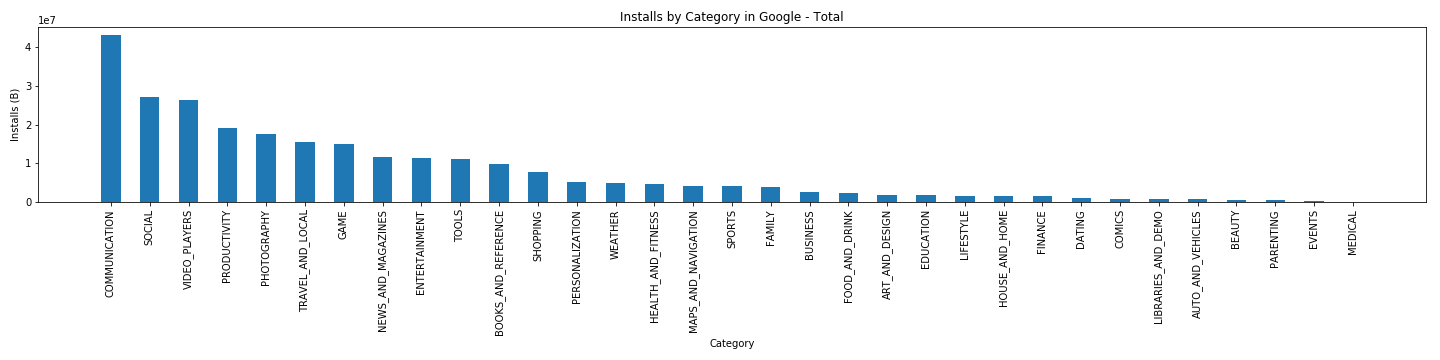 Installs by Category in Google - Total
1e7
Installs (B)
4
3
2
1
0
COMMUNICATION
SOCIAL
VIDEO_PLAYERS
PRODUCTIVITY
PHOTOGRAPHY
TRAVEL_AND_LOCAL
GAME
NEWS_AND_MAGAZINES
ENTERTAINMENT
TOOLS
BOOKS_AND_REFERENCE
SHOPPING
PERSONALIZATION
WEATHER
HEALTH_AND_FITNESS
MAPS_AND_NAVIGATION
SPORTS
FAMILY
BUSINESS
FOOD_AND_DRINK
ART_AND_DESIGN
EDUCATION
LIFESTYLE
HOUSE_AND_HOME
FINANCE
DATING
COMICS
LIBRARIES_AND_DEMO
AUTO_AND_VEHICLES
BEAUTY
PARENTING
EVENTS
MEDICAL
Category